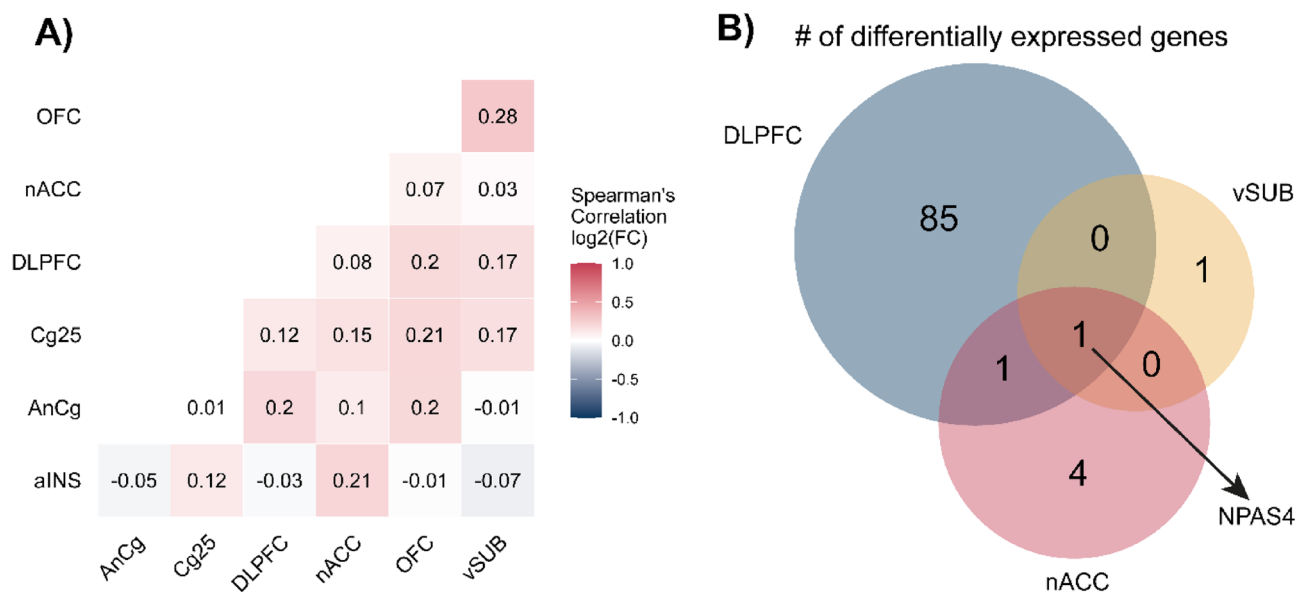 A)
OFC
0.28
nACC
0.07 0.03
DLPFC
0.08 0.2 0.17
Cg25
0.12 0.15 0.21 0.17
AnCg
0.01 0.2 0.1 0.2 -0.01
aINS
-0.05 0.12 -0.03 0.21 -0.01 -0.07
AnCg Cg25 DLPFC nACC OFC vSUB
Spearman's
Correlation
log2(FC)
1.0
0.5
0.0
-0.5
-1.0
B)
# of differentially expressed genes
DLPFC
vSUB
85
0
1
1
1
0
4
NPAS4
nACC